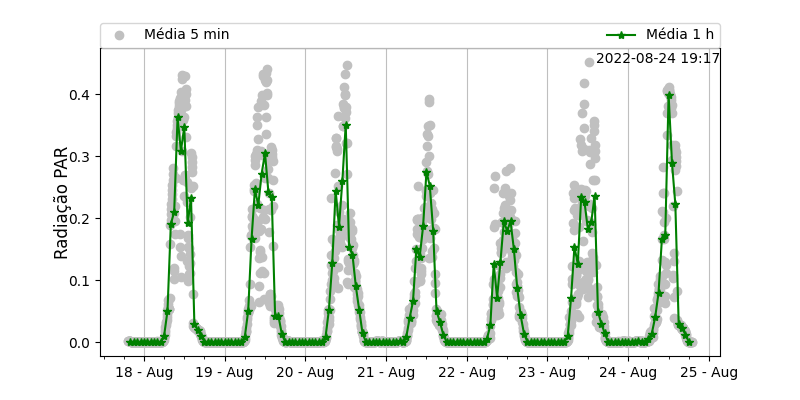 Média 5 min
Média 1 h
2022-08-24 19:17
Radiação PAR
0.4
0.3
0.2
0.1
0.0
18 - Aug
19 - Aug
20 - Aug
21 - Aug
22 - Aug
23 - Aug
24 - Aug
25 - Aug